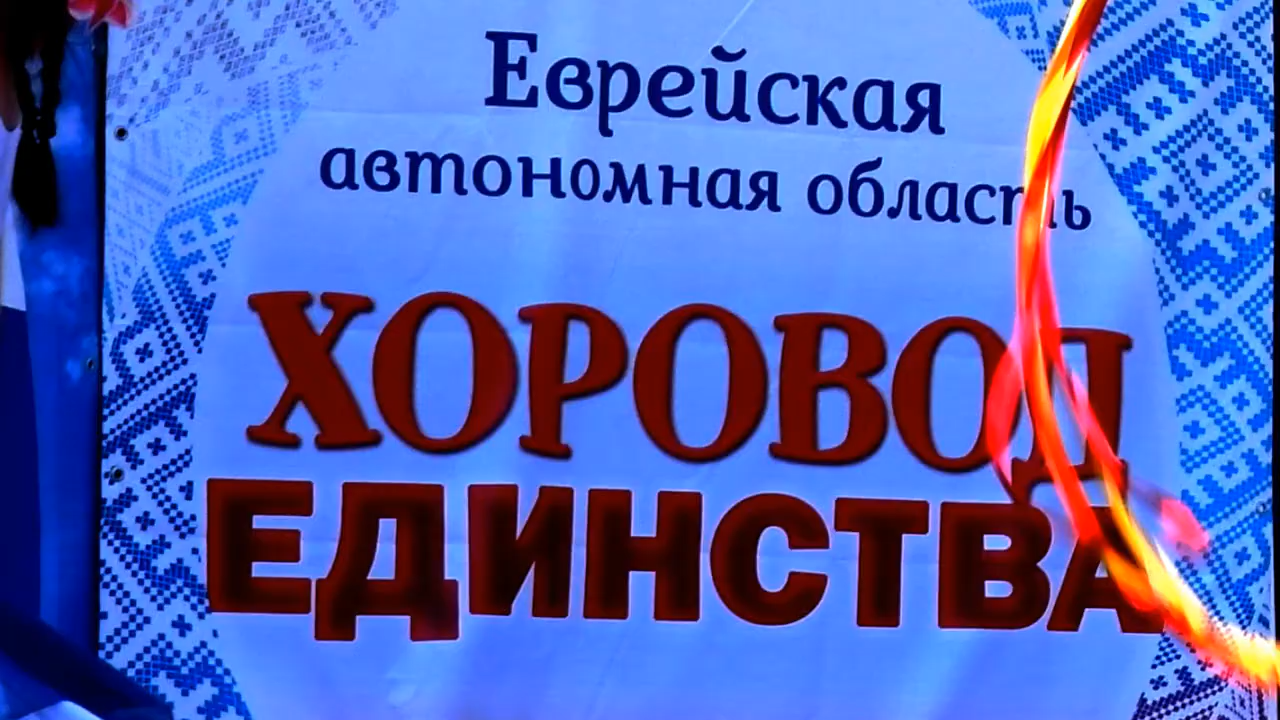 Еврейская
автономная область
ХОРОВОД
ЕДИНСТВА